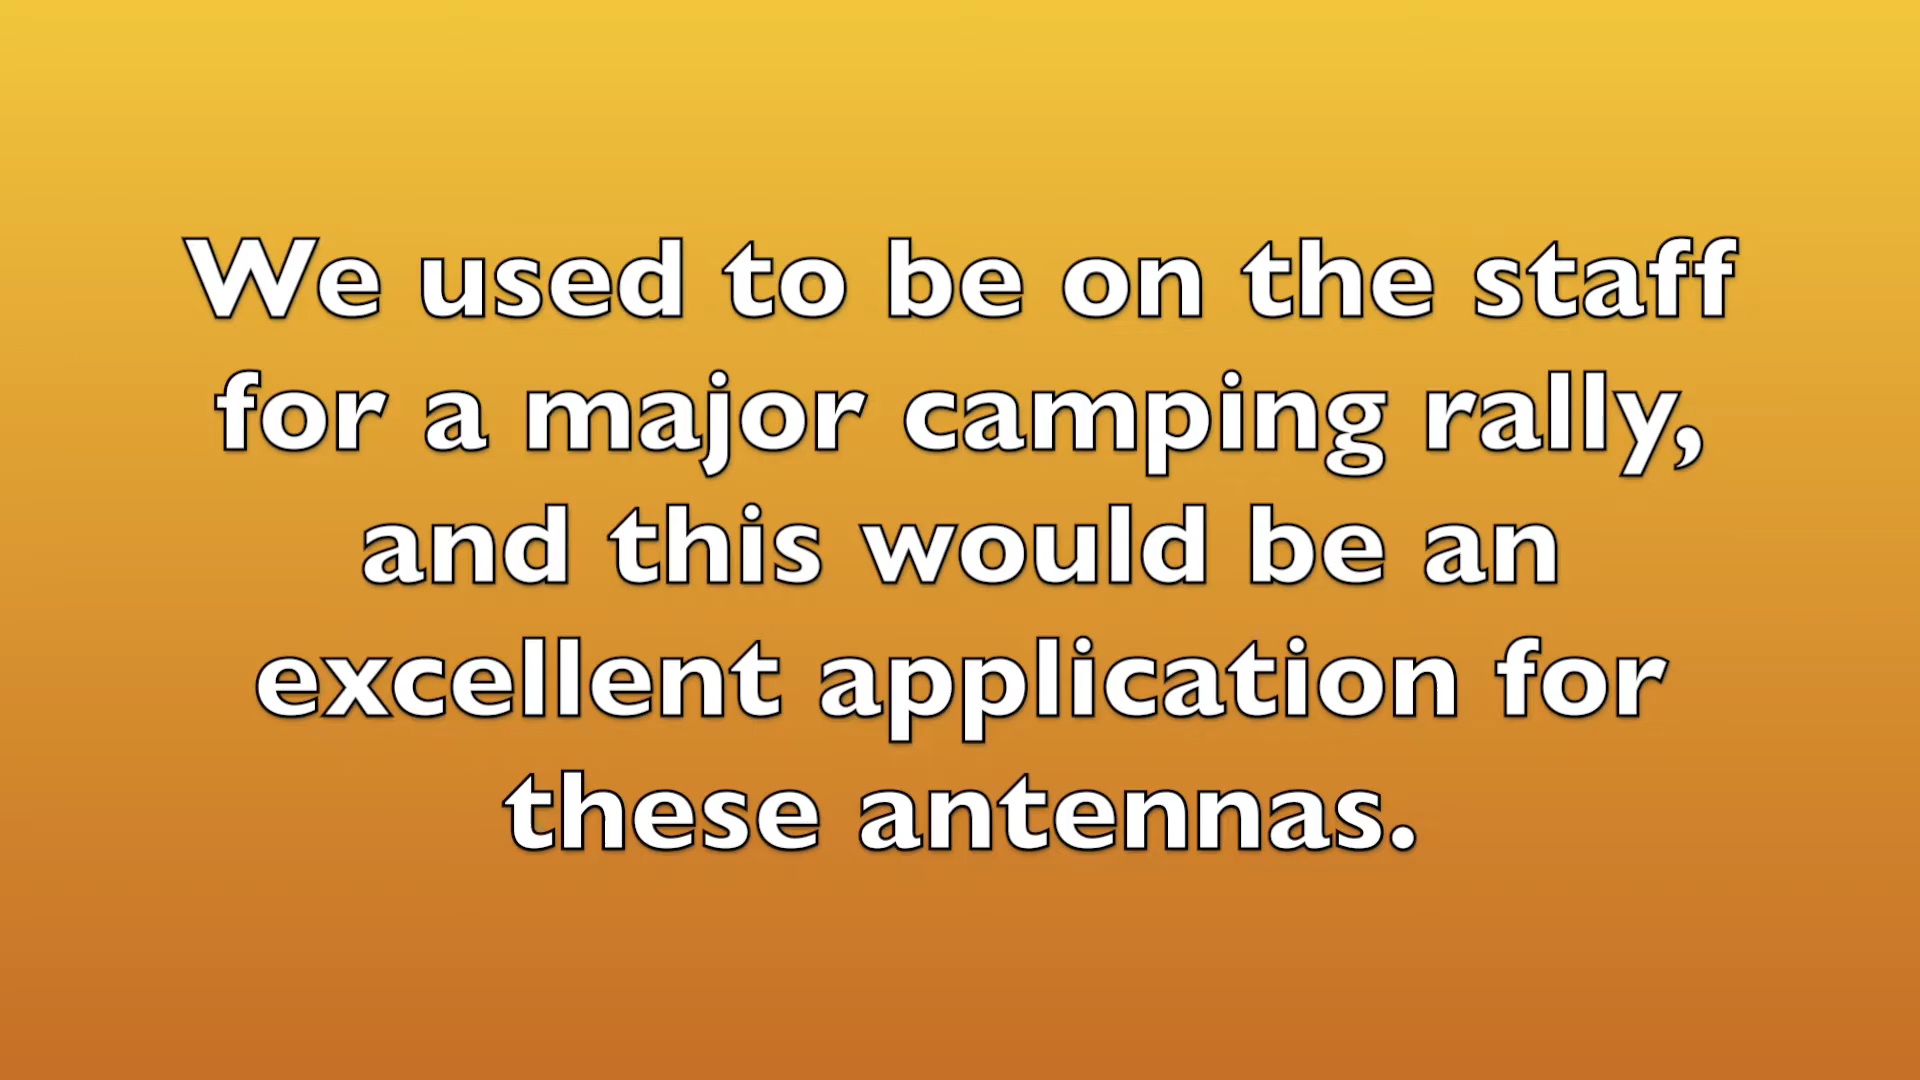 We used to be on the staff
for a major camping rally,
and this would be an
excellent application for
these antennas.